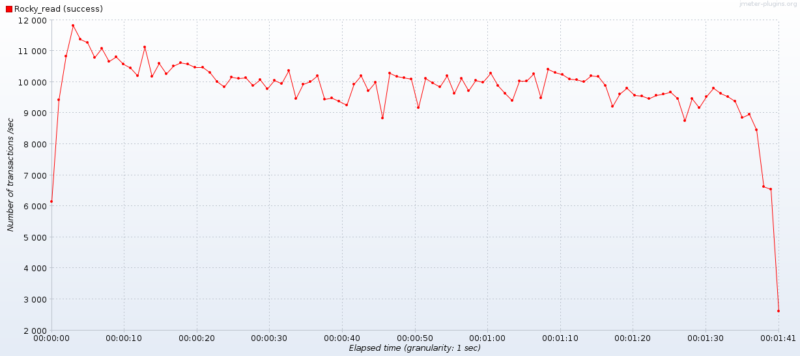 jmeter-plugins.org
Rocky_read (success)
12 000
11 000
10 000
9 000
8 000
7 000
6 000
5 000
4 000
3 000
2 000
Number of transactions /sec
00:00:00 00:00:10 00:00:20 00:00:30 00:00:40 00:00:50 00:01:00 00:01:10 00:01:20 00:01:30 00:01:41
Elapsed time (granularity: 1 sec)